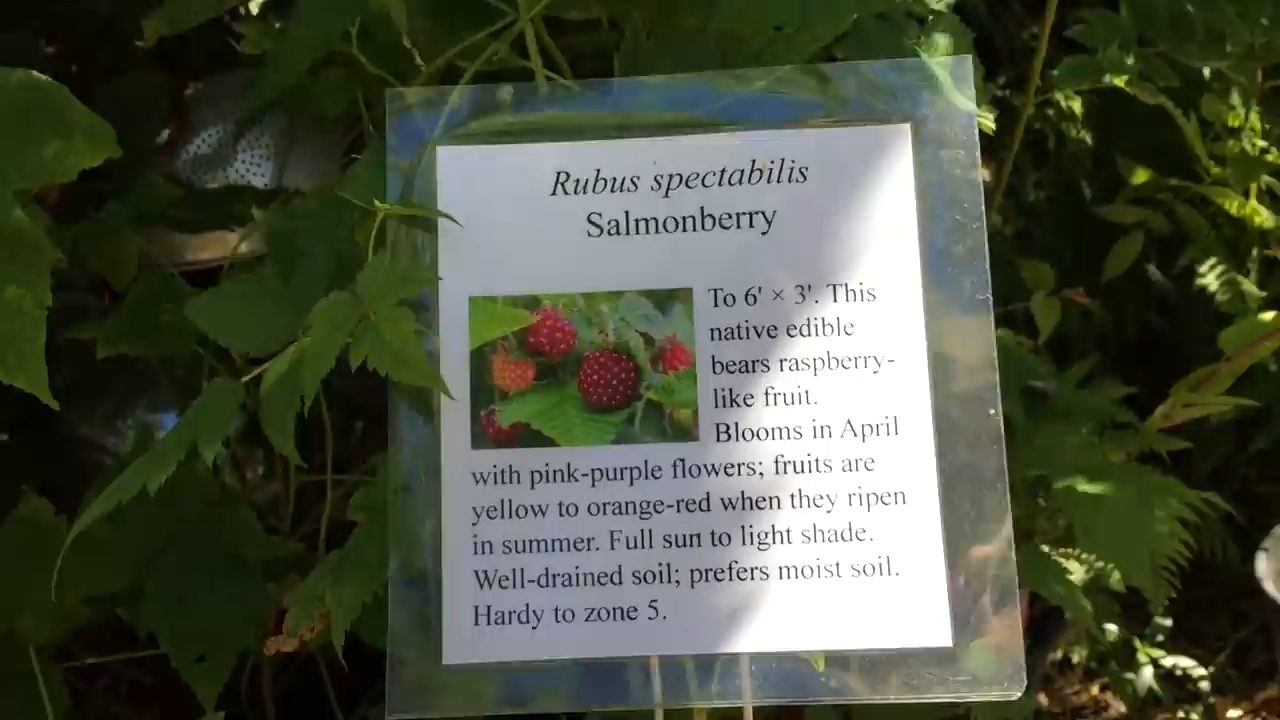 Rubus spectabilis
Salmonberry
To 6' × 3'. This
native edible
bears raspberry-
like fruit.
Blooms in April
with pink-purple flowers; fruits are
yellow to orange-red when they ripen
in summer. Full sun to light shade.
Well-drained soil; prefers moist soil.
Hardy to zone 5.